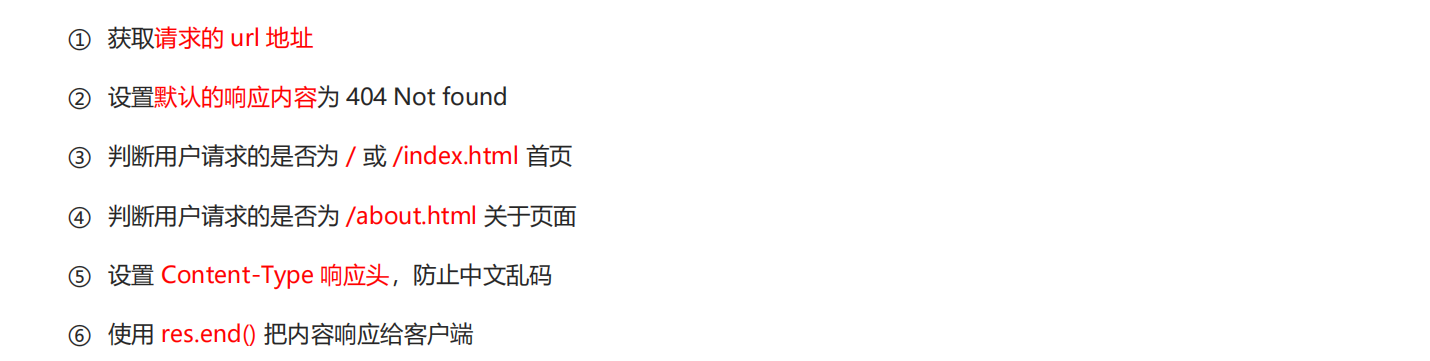 ① 获取请求的 url 地址
② 设置默认的响应内容为 404 Not found
③ 判断用户请求的是否为 / 或 /index.html 首页
④ 判断用户请求的是否为 /about.html 关于页面
⑤ 设置 Content-Type 响应头，防止中文乱码
⑥ 使用 res.end() 把内容响应给客户端